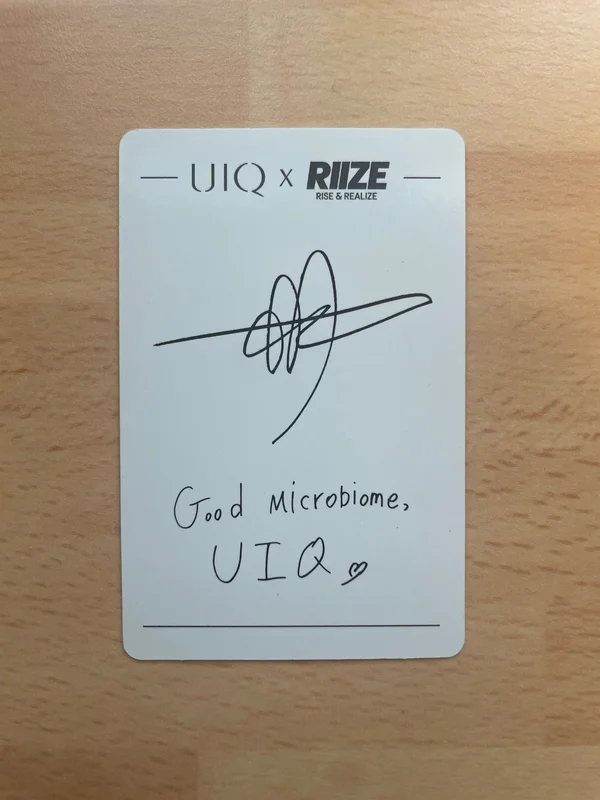 UIQ x RIIZE
RISE & REALIZE
Good Microbiome,
UIQ